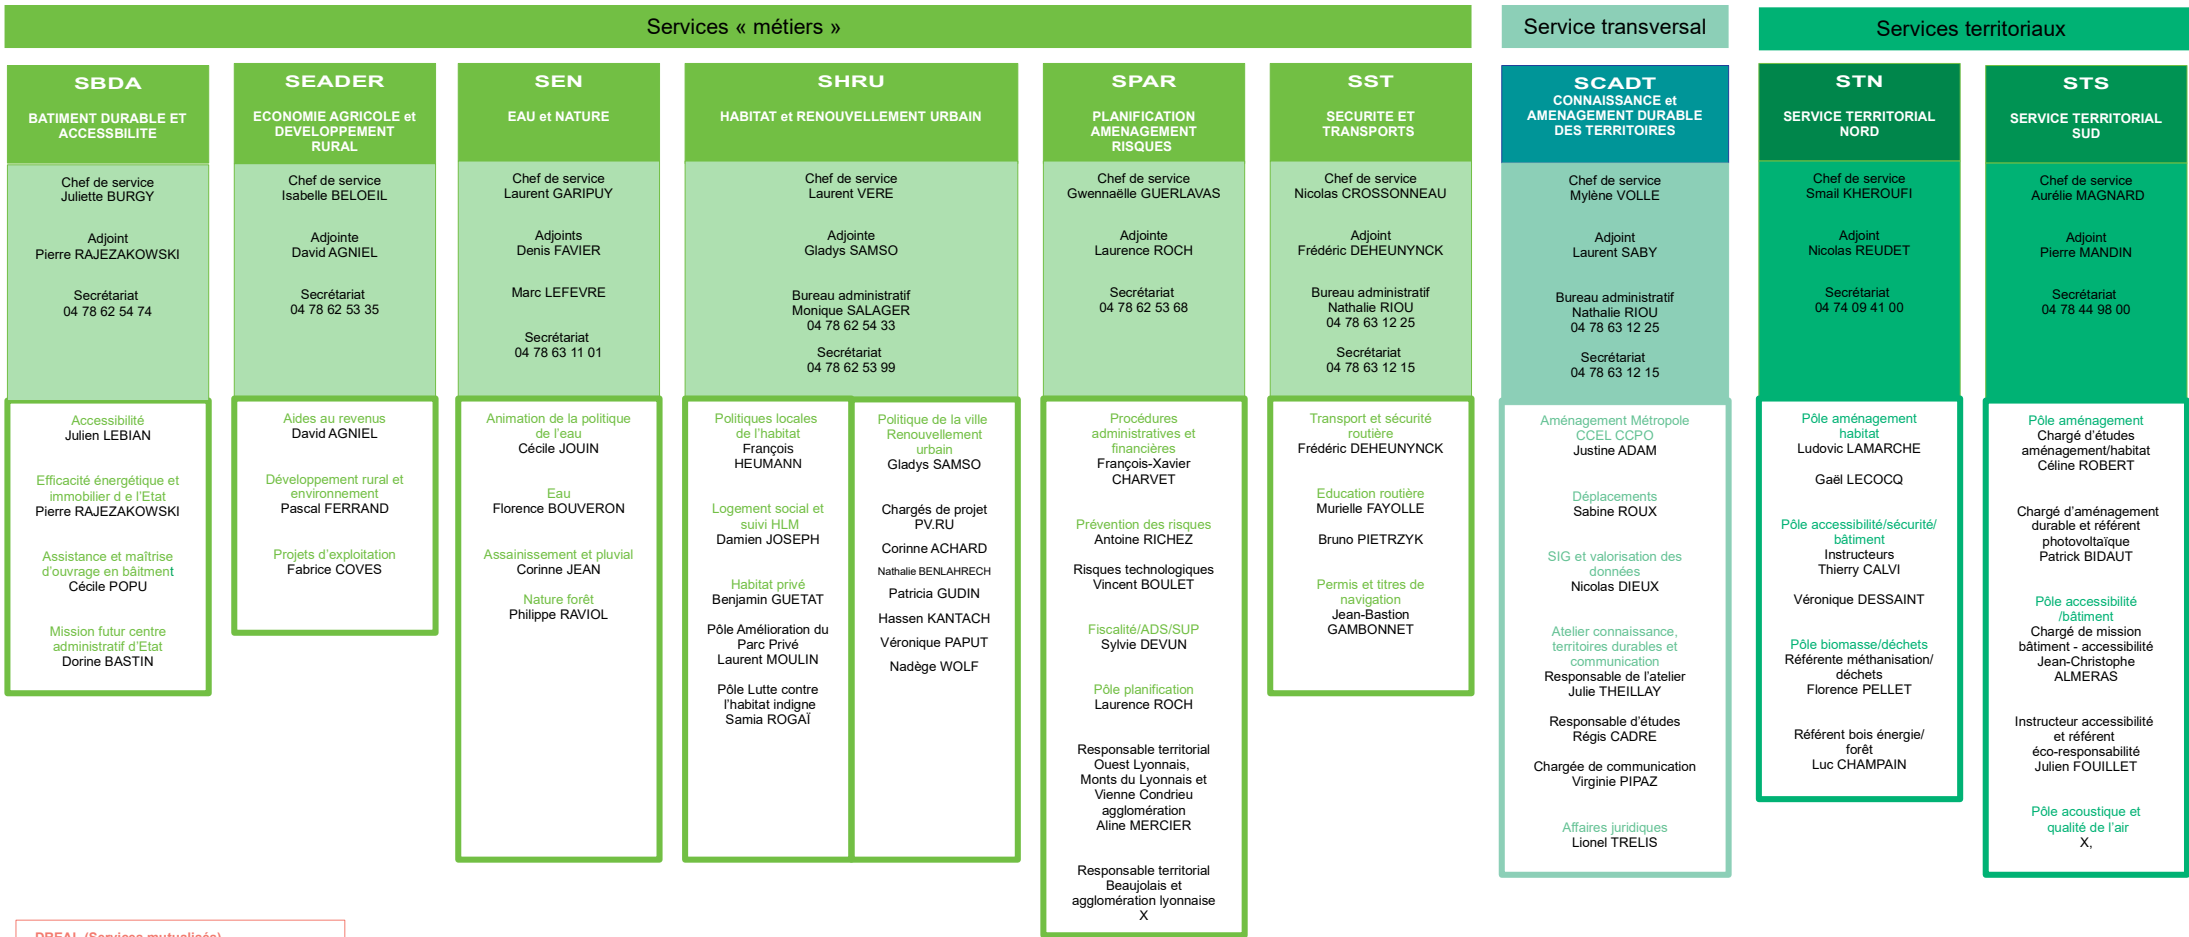 Services « métiers »
Service transversal
Services territoriaux
SBDA
BATIMENT DURABLE ET
ACCESSBILITE
Chef de service
Juliette BURGY
Adjoint
Pierre RAJEZAKOWSKI
Secrétariat
04 78 62 54 74
Accessibilité
Julien LEBIAN
Efficacité énergétique et
immobilier d e l’Etat
Pierre RAJEZAKOWSKI
Assistance et maîtrise
d’ouvrage en bâitment
Cécile POPU
Mission futur centre
administratif d’Etat
Dorine BASTIN
SEADER
ECONOMIE AGRICOLE et
DEVELOPPEMENT
RURAL
Chef de service
Isabelle BELOEIL
Adjointe
David AGNIEL
Secrétariat
04 78 62 53 35
Aides au revenus
David AGNIEL
Développement rural et
environnement
Pascal FERRAND
Projets d’exploitation
Fabrice COVES
SEN
EAU et NATURE
Chef de service
Laurent GARIPUY
Adjoints
Denis FAVIER
Marc LEFEVRE
Secrétariat
04 78 63 11 01
Animation de la politique
de l’eau
Cécile JOUIN
Eau
Florence BOUVERON
Assainissement et pluvial
Corinne JEAN
Nature forêt
Philippe RAVIOL
SHRU
HABITAT et RENOUVELLEMENT URBAIN
Chef de service
Laurent VERE
Adjointe
Gladys SAMSO
Bureau administratif
Monique SALAGER
04 78 62 54 33
Secrétariat
04 78 62 53 99
Politiques locales
de l’habitat
François
HEUMANN
Logement social et
suivi HLM
Damien JOSEPH
Habitat privé
Benjamin GUETAT
Pôle Amélioration du
Parc Privé
Laurent MOULIN
Pôle Lutte contre
l’habitat indigne
Samia ROGAÏ
Politique de la ville
Renouvellement
urbain
Gladys SAMSO
Chargés de projet
PV.RU
Corinne ACHARD
Nathalie BENLAHRECH
Patricia GUDIN
Hassen KANTACH
Véronique PAPUT
Nadège WOLF
SPAR
PLANIFICATION
AMENAGEMENT
RISQUES
Chef de service
Gwennaëlle GUERLAVAS
Adjointe
Laurence ROCH
Secrétariat
04 78 62 53 68
Procédures
administratives et
financières
François-Xavier
CHARVET
Prévention des risques
Antoine RICHEZ
Risques technologiques
Vincent BOULET
Fiscalité/ADS/SUP
Sylvie DEVUN
Pôle planification
Laurence ROCH
Responsable territorial
Ouest Lyonnais,
Monts du Lyonnais et
Vienne Condrieu
agglomération
Aline MERCIER
Responsable territorial
Beaujolais et
agglomération lyonnaise
X
SST
SECURITE ET
TRANSPORTS
Chef de service
Nicolas CROSSONNEAU
Adjoint
Frédéric DEHEUNYNCK
Bureau administratif
Nathalie RIOU
04 78 63 12 25
Secrétariat
04 78 63 12 15
Transport et sécurité
routière
Frédéric DEHEUNYNCK
Education routière
Murielle FAYOLLE
Bruno PIETRZYK
Permis et titres de
navigation
Jean-Bastion
GAMBONNET
SCADT
CONNAISSANCE et
AMENAGEMENT DURABLE
DES TERRITOIRES
Chef de service
Mylène VOLLE
Adjoint
Laurent SABY
Bureau administratif
Nathalie RIOU
04 78 63 12 25
Secrétariat
04 78 63 12 15
Aménagement Métropole
CCEL CCPO
Justine ADAM
Déplacements
Sabine ROUX
SIG et valorisation des
données
Nicolas DIEUX
Atelier connaissance,
territoires durables et
communication
Responsable de l’atelier
Julie THEILLAY
Responsable d’études
Régis CADRE
Chargée de communication
Virginie PIPAZ
Affaires juridiques
Lionel TRELIS
STN
SERVICE TERRITORIAL
NORD
Chef de service
Smail KHEROUFI
Adjoint
Nicolas REUDET
Secrétariat
04 74 09 41 00
Pôle aménagement
habitat
Ludovic LAMARCHE
Gaël LECOCQ
Pôle accessibilité/sécurité/
bâtiment
Instructeurs
Thierry CALVI
Véronique DESSAINT
Pôle biomasse/déchets
Référente méthanisation/
déchets
Florence PELLET
Référent bois énergie/
forêt
Luc CHAMPAIN
STS
SERVICE TERRITORIAL
SUD
Chef de service
Aurélie MAGNARD
Adjoint
Pierre MANDIN
Secrétariat
04 78 44 98 00
Pôle aménagement
Chargé d’études
aménagement/habitat
Céline ROBERT
Chargé d’aménagement
durable et référent
photovoltaïque
Patrick BIDAUT
Pôle accessibilité
/bâtiment
Chargé de mission
bâtiment - accessibilité
Jean-Christophe
ALMERAS
Instructeur accessibilité
et référent
éco-responsabilité
Julien FOUILLET
Pôle acoustique et
qualité de l’air
X,
DREAL (Services mutualisés)